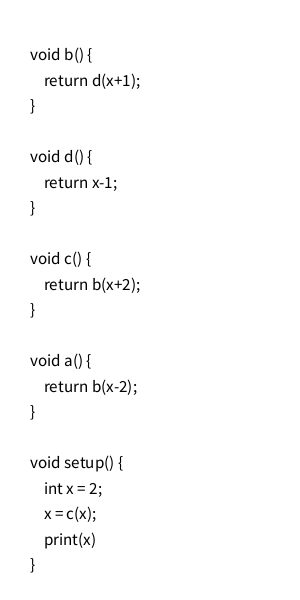 void b() {
    return d(x+1);
}

void d() {
    return x-1;
}

void c() {
    return b(x+2);
}

void a() {
    return b(x-2);
}

void setup() {
    int x = 2;
    x = c(x);
    print(x)
}